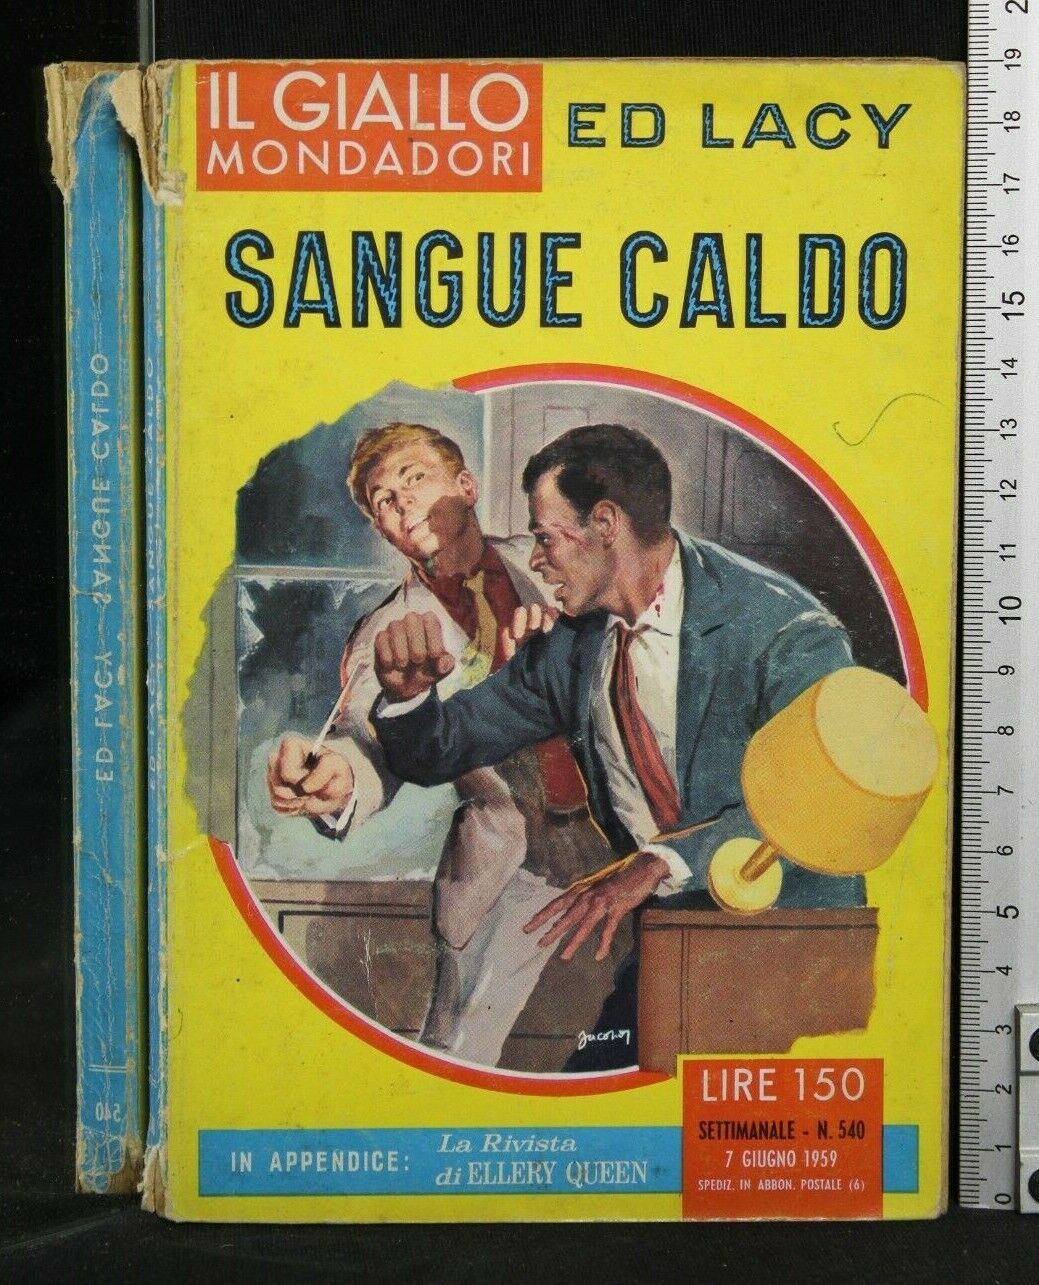 IL GIALLO
MONDADORI
ED LACY
SANGUE CALDO
Jacono
LIRE 150
SETTIMANALE - N. 540
7 GIUGNO 1959
SPEDIZ. IN ABBON. POSTALE (6)
IN APPENDICE:
La Rivista
di ELLERY QUEEN
ED LACY - SANGUE CALDO
540
0
1
2
3
4
5
6
7
8
9
10
11
12
13
14
15
16
17
18
19
2